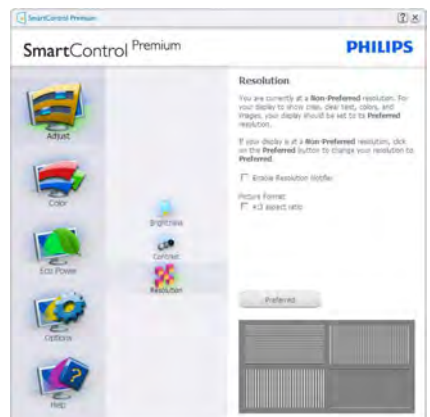 SmartControl Premium
SmartControl Premium
PHILIPS
Adjust
Color
Eco Power
Options
Help
Brightness
Contrast
Resolution
Resolution
You are currently at a Non-Preferred resolution. For
your display to show crisp, clear text, colors, and
images, your display should be set to its Preferred
resolution.
If your display is at a Non-Preferred resolution, click
on the Preferred button to change your resolution to
Preferred.
Enable Resolution Notifier
Picture Format:
4:3 aspect ratio
Preferred